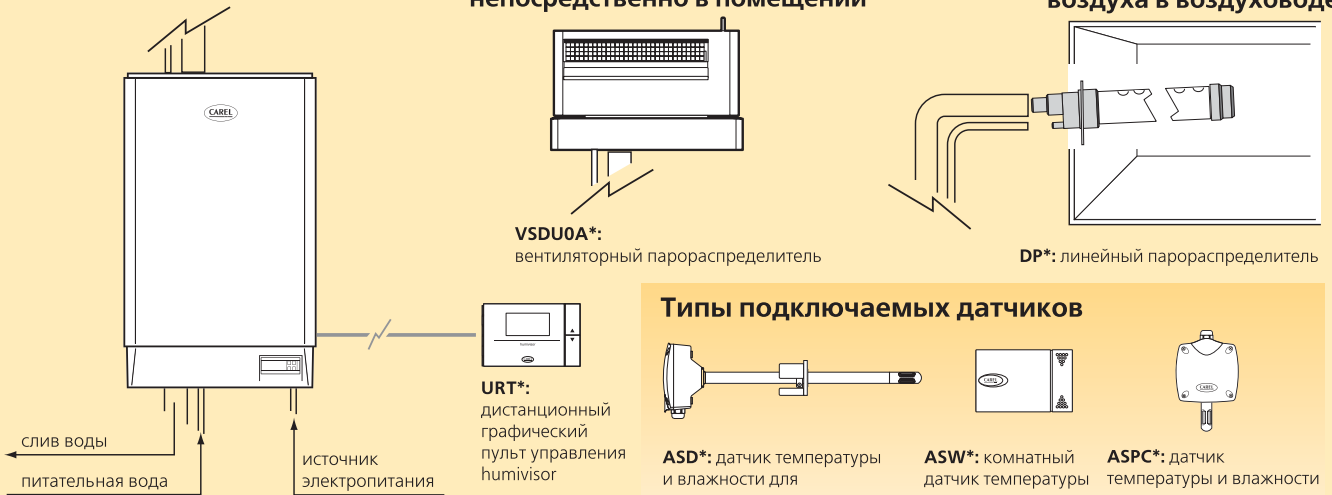 непосредственно в помещении
воздуха в воздуховоде
CAREL
VSDU0A*:
вентиляторный парораспределитель
DP*: линейный парораспределитель
Типы подключаемых датчиков
humivisor
URT*:
дистанционный
графический
пульт управления
humivisor
слив воды
питательная вода
источник
электропитания
CAREL
CAREL
ASD*: датчик температуры
и влажности для
ASW*: комнатный
датчик температуры
ASPC*: датчик
температуры и влажности